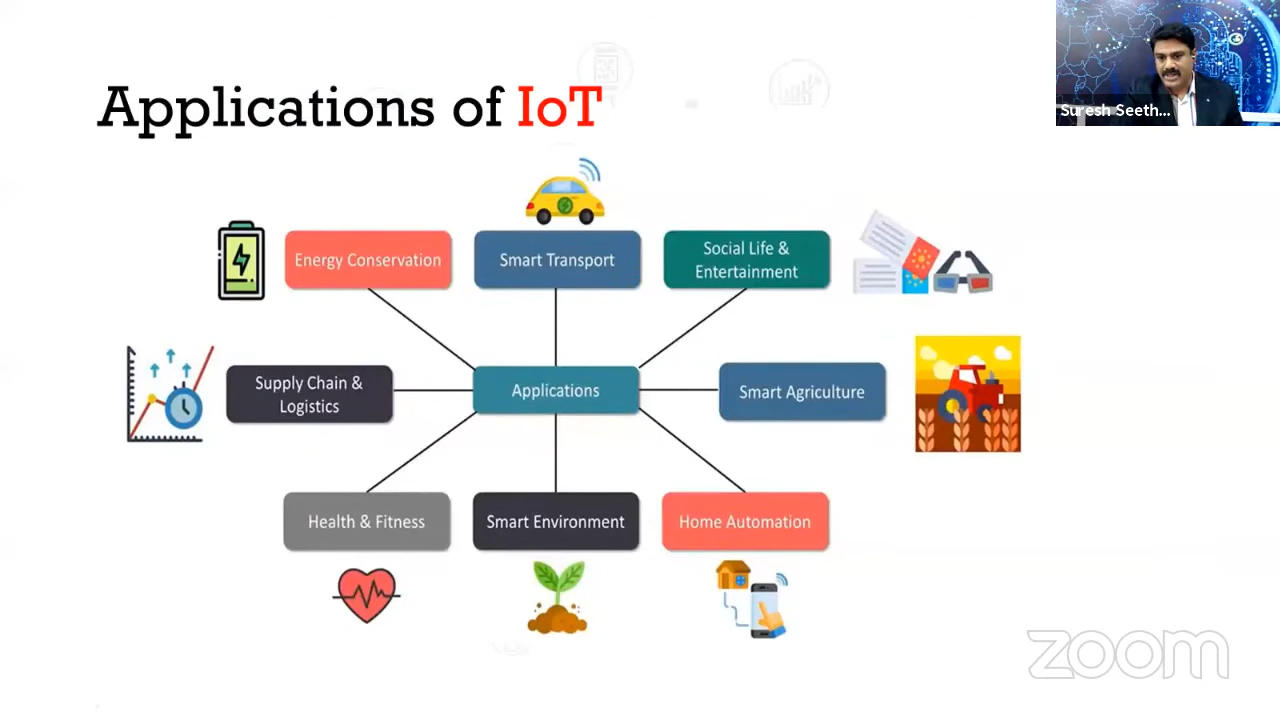 Applications of IoT
Suresh Seeth...
Energy Conservation
Smart Transport
Social Life &
Entertainment
Supply Chain &
Logistics
Applications
Smart Agriculture
Health & Fitness
Smart Environment
Home Automation
zoom